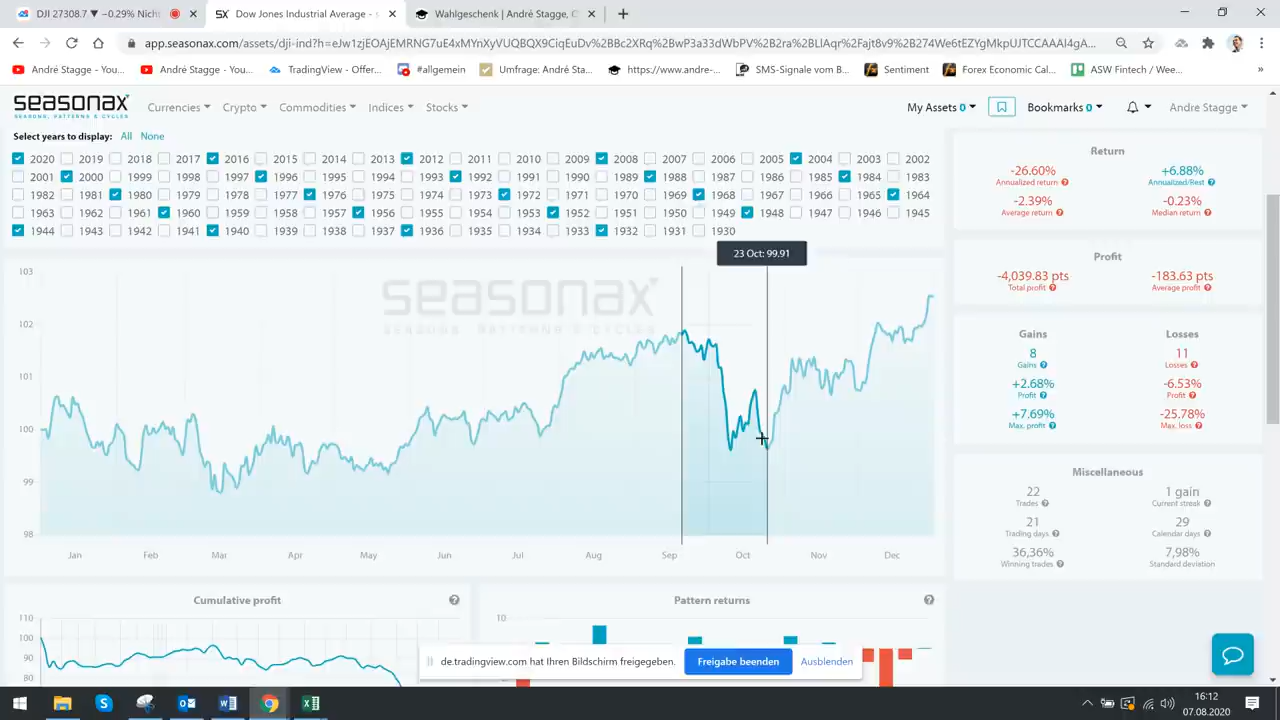 DJI 27308.7 ▼ −0.29% Nich
Dow Jones Industrial Average - s
Wahlgeschenk | André Stagge, C
app.seasonax.com/assets/dji-ind?h=eJw1zjEOAjEMRNG7uE4xMYnXyVUQBQX9CiqEuDv%2BBc2XRQ%2BwP3a33dWbPV%2B2ra%2BLlAqr%2Fajt8v9%2B274We6tEZYgMkpUJTCCAAAI4gA...
André Stagge - You...
André Stagge - You...
TradingView - Offer...
#allgemein
Umfrage: André Sta...
https://www.andre-...
SMS-Signale vom B...
Sentiment
Forex Economic Cal...
ASW Fintech / Wee...
»
seasonax
SEASONS, PATTERNS & CYCLES
Currencies
Crypto
Commodities
Indices
Stocks
My Assets 0
Bookmarks 0
Andre Stagge
Select years to display: All None
2020 2019 2018 2017 2016 2015 2014 2013 2012 2011 2010 2009 2008 2007 2006 2005 2004 2003 2002
2001 2000 1999 1998 1997 1996 1995 1994 1993 1992 1991 1990 1989 1988 1987 1986 1985 1984 1983
1982 1981 1980 1979 1978 1977 1976 1975 1974 1973 1972 1971 1970 1969 1968 1967 1966 1965 1964
1963 1962 1961 1960 1959 1958 1957 1956 1955 1954 1953 1952 1951 1950 1949 1948 1947 1946 1945
1944 1943 1942 1941 1940 1939 1938 1937 1936 1935 1934 1933 1932 1931 1930
23 Oct: 99.91
seasonax
SEASONS, PATTERNS & CYCLES
103
102
101
100
99
98
Jan Feb Mar Apr May Jun Jul Aug Sep Oct Nov Dec
Return
-26.60% +6.88%
Annualized return Annualized/Rest
-2.39% -0.23%
Average return Median return
Profit
-4,039.83 pts -183.63 pts
Total profit Average profit
Gains Losses
8 11
Gains Losses
+2.68% -6.53%
Profit Profit
+7.69% -25.78%
Max. profit Max. loss
Miscellaneous
22 1 gain
Trades Current streak
21 29
Trading days Calendar days
36,36% 7,98%
Winning trades Standard deviation
Cumulative profit
110
100
90
80
Pattern returns
10
de.tradingview.com hat Ihren Bildschirm freigegeben.
Freigabe beenden
Ausblenden
16:12
07.08.2020